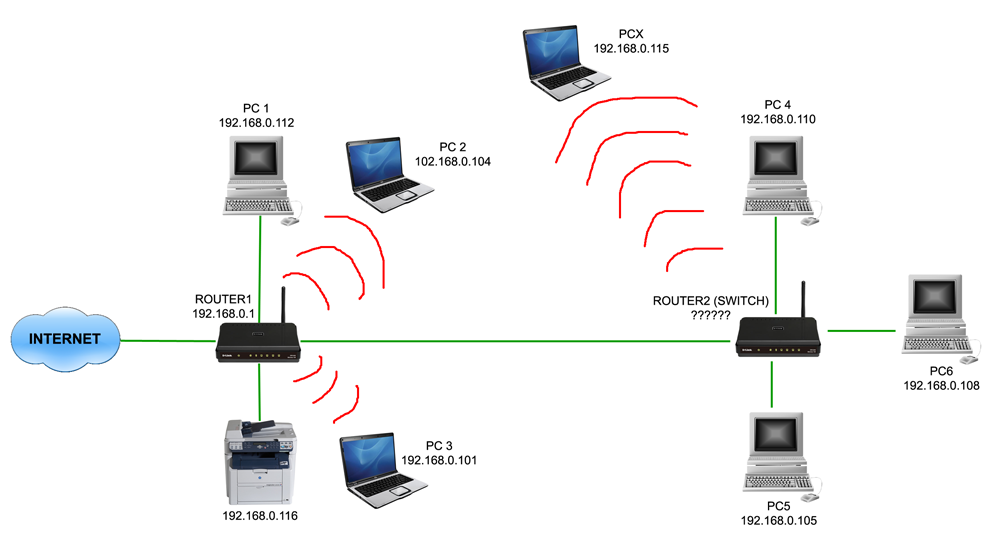 PCX
192.168.0.115
PC 1
192.168.0.112
PC 2
102.168.0.104
PC 4
192.168.0.110
ROUTER1
192.168.0.1
ROUTER2 (SWITCH)
??????
INTERNET
D-Link
D-Link
PC6
192.168.0.108
PC 3
192.168.0.101
192.168.0.116
PC5
192.168.0.105